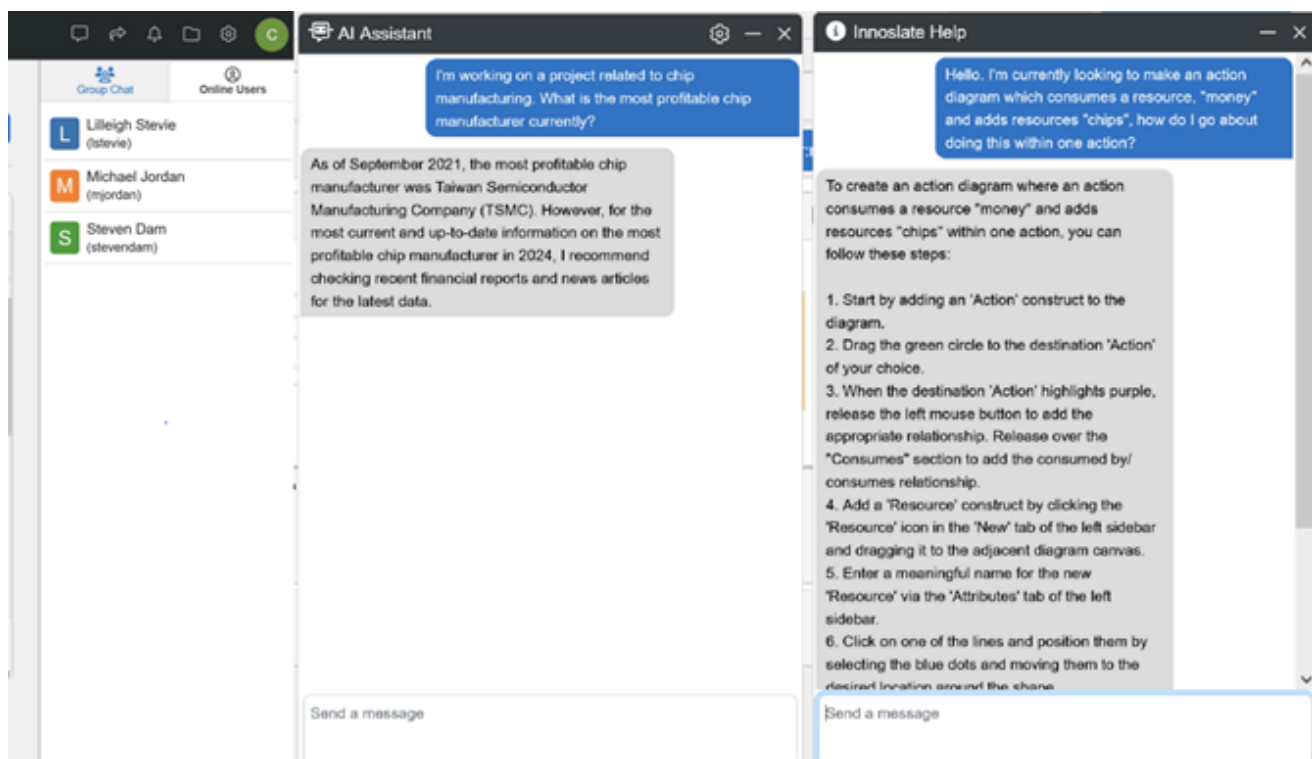 C
Group Chat
Online Users
L
Lilleigh Stevie
(lstevie)
M
Michael Jordan
(mjordan)
S
Steven Dam
(stevendam)
AI Assistant
I'm working on a project related to chip
manufacturing. What is the most profitable chip
manufacturer currently?
As of September 2021, the most profitable chip
manufacturer was Taiwan Semiconductor
Manufacturing Company (TSMC). However, for the
most current and up-to-date information on the most
profitable chip manufacturer in 2024, I recommend
checking recent financial reports and news articles
for the latest data.
Send a message
Innoslate Help
Hello. I'm currently looking to make an action
diagram which consumes a resource, "money"
and adds resources "chips", how do I go about
doing this within one action?
To create an action diagram where an action
consumes a resource "money" and adds
resources "chips" within one action, you can
follow these steps:
1. Start by adding an 'Action' construct to the
diagram.
2. Drag the green circle to the destination 'Action'
of your choice.
3. When the destination 'Action' highlights purple,
release the left mouse button to add the
appropriate relationship. Release over the
"Consumes" section to add the consumed by/
consumes relationship.
4. Add a 'Resource' construct by clicking the
'Resource' icon in the 'New' tab of the left sidebar
and dragging it to the adjacent diagram canvas.
5. Enter a meaningful name for the new
'Resource' via the 'Attributes' tab of the left
sidebar.
6. Click on one of the lines and position them by
selecting the blue dots and moving them to the
desired location around the shape
Send a message